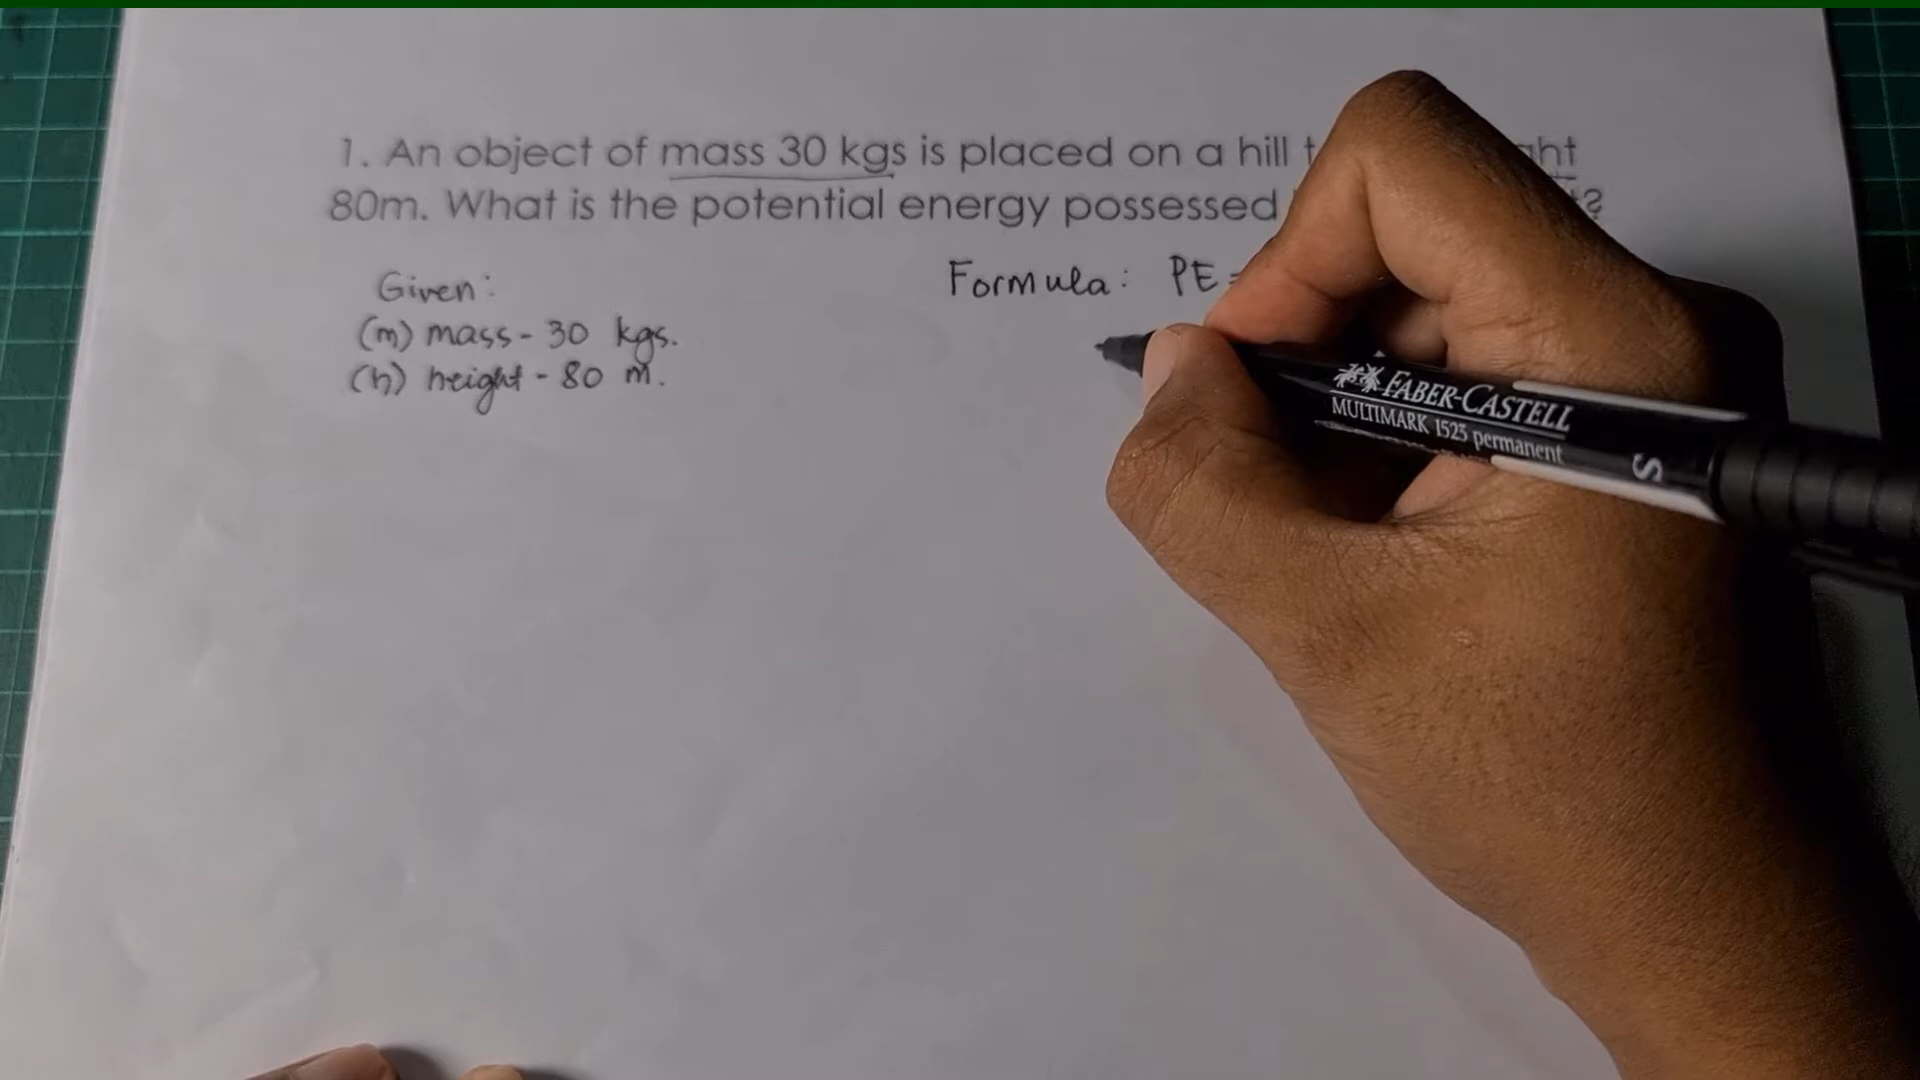 1. An object of mass 30 kgs is placed on a hill
80m. What is the potential energy possessed
Given:
(m) mass - 30 kgs.
(h) height - 80 m.
Formula: PE =
FABER-CASTELL
MULTIMARK 1523 permanent
S